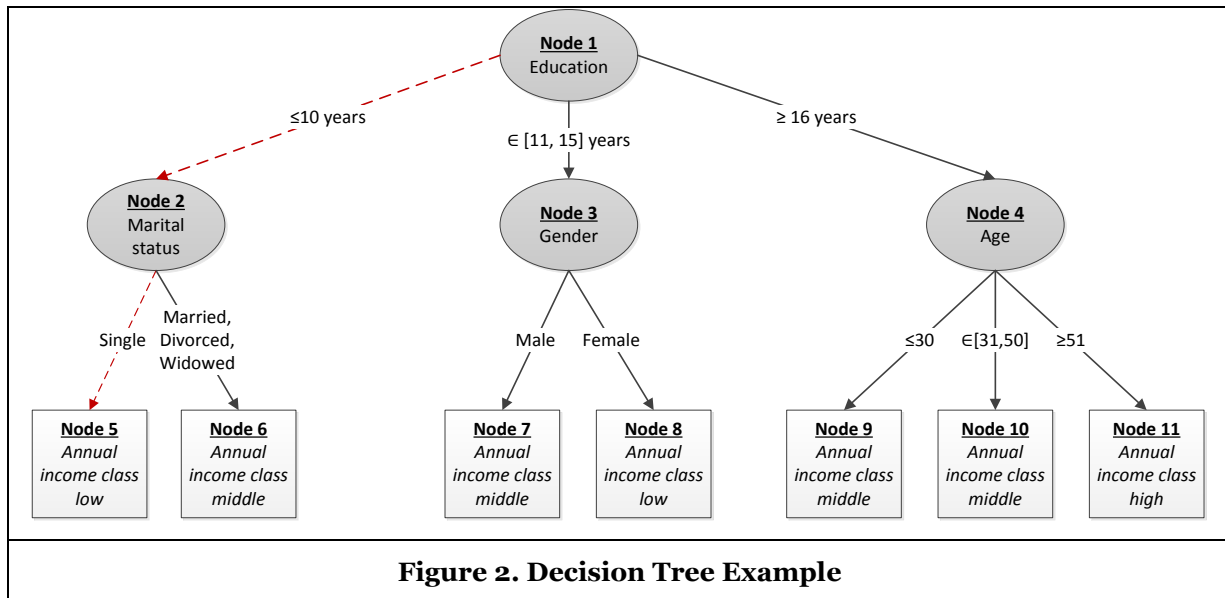 Node 1
Education
≤10 years
∈ [11, 15] years
≥ 16 years
Node 2
Marital
status
Node 3
Gender
Node 4
Age
Single
Married,
Divorced,
Widowed
Male
Female
≤30
∈[31,50]
≥51
Node 5
Annual
income class
low
Node 6
Annual
income class
middle
Node 7
Annual
income class
middle
Node 8
Annual
income class
low
Node 9
Annual
income class
middle
Node 10
Annual
income class
middle
Node 11
Annual
income class
high
Figure 2. Decision Tree Example